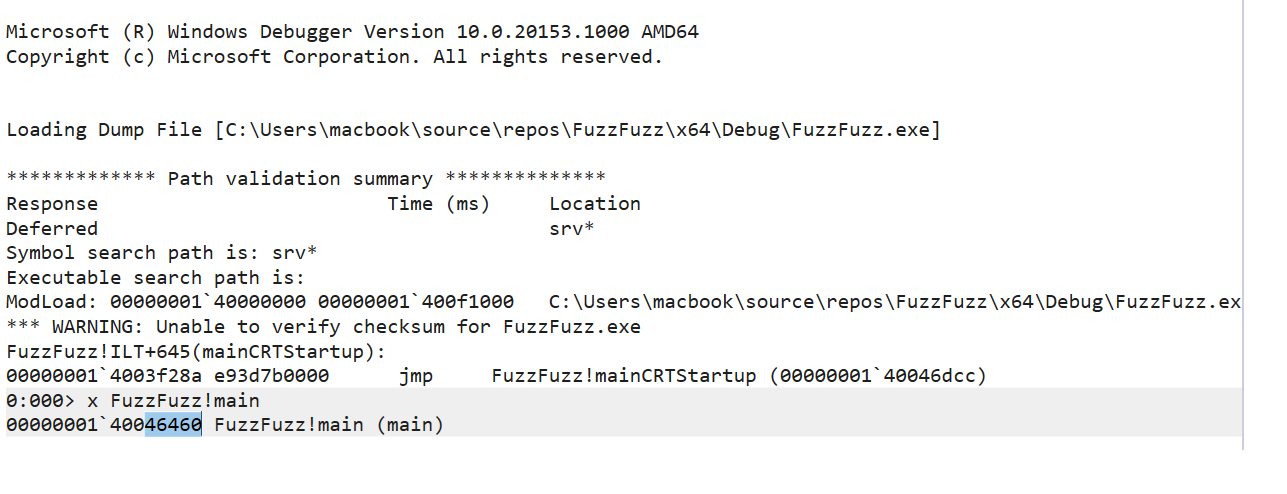 Microsoft (R) Windows Debugger Version 10.0.20153.1000 AMD64
Copyright (c) Microsoft Corporation. All rights reserved.
Loading Dump File [C:\Users\macbook\source\repos\FuzzFuzz\x64\Debug\FuzzFuzz.exe]
************* Path validation summary **************
Response                         Time (ms)     Location
Deferred                                       srv*
Symbol search path is: srv*
Executable search path is:
ModLoad: 00000001`40000000 00000001`400f1000   C:\Users\macbook\source\repos\FuzzFuzz\x64\Debug\FuzzFuzz.ex
*** WARNING: Unable to verify checksum for FuzzFuzz.exe
FuzzFuzz!ILT+645(mainCRTStartup):
00000001`4003f28a e93d7b0000      jmp     FuzzFuzz!mainCRTStartup (00000001`40046dcc)
0:000> x FuzzFuzz!main
00000001`40046460 FuzzFuzz!main (main)